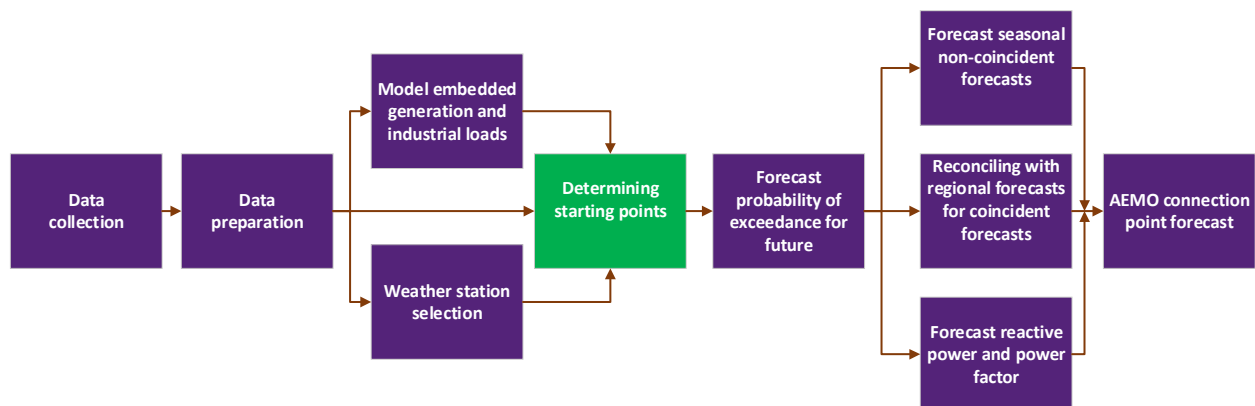 Data
collection
Data
preparation
Model embedded
generation and
industrial loads
Weather station
selection
Determining
starting points
Forecast
probability of
exceedance for
future
Forecast seasonal
non-coincident
forecasts
Reconciling with
regional forecasts
for coincident
forecasts
Forecast reactive
power and power
factor
AEMO connection
point forecast